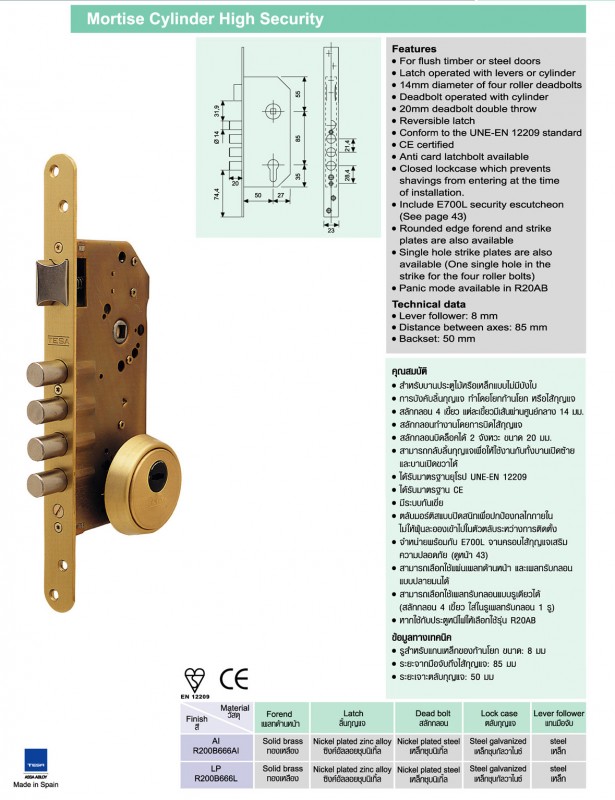 Mortise Cylinder High Security
Features
• For flush timber or steel doors
• Latch operated with levers or cylinder
• 14mm diameter of four roller deadbolts
• Deadbolt operated with cylinder
• 20mm deadbolt double throw
• Reversible latch
• Conform to the UNE-EN 12209 standard
• CE certified
• Anti card latchbolt available
• Closed lockcase which prevents
shavings from entering at the time
of installation.
• Include E700L security escutcheon
(See page 43)
• Rounded edge forend and strike
plates are also available
• Single hole strike plates are also
available (One single hole in the
strike for the four roller bolts)
• Panic mode available in R20AB
Technical data
• Lever follower: 8 mm
• Distance between axes: 85 mm
• Backset: 50 mm
55
31,9
Ø 14
85
35
20
74,4
50
27
21,4
28,4
23
TESA
คุณสมบัติ
• สำหรับบานประตูไม้หรือเหล็กแบบไม่มีบังใบ
• การบังคับลิ้นกุญแจ ทำโดยโยกก้านโยก หรือไส้กุญแจ
• สลักกลอน 4 เขี้ยว แต่ละเขี้ยวมีเส้นผ่านศูนย์กลาง 14 มม.
• สลักกลอนทำงานโดยการบิดไส้กุญแจ
• สลักกลอนบิดล็อคได้ 2 จังหวะ ขนาด 20 มม.
• สามารถกลับลิ้นกุญแจเพื่อให้ใช้งานกับทั้งบานเปิดซ้าย
และบานเปิดขวาได้
• ได้รับมาตรฐานยุโรป UNE-EN 12209
• ได้รับมาตรฐาน CE
• มีระบบกันเขี่ย
• ตลับมอร์ติสแบบปิดสนิทเพื่อปกป้องกลไกภายใน
ไม่ให้ฝุ่นละอองเข้าไปในตัวตลับระหว่างการติดตั้ง
• จำหน่ายพร้อมกับ E700L จานครอบไส้กุญแจเสริม
ความปลอดภัย (ดูหน้า 43)
• สามารถเลือกใช้แผ่นเพลทด้านหน้า และเพลทรับกลอน
แบบปลายมนได้
• สามารถเลือกใช้เพลทรับกลอนแบบรูเดียวได้
(สลักกลอน 4 เขี้ยว ใส่ในรูเพลทรับกลอน 1 รู)
• หากใช้กับประตูหนีไฟให้เลือกใช้รุ่น R20AB
ข้อมูลทางเทคนิค
• รูสำหรับแกนเหล็กของก้านโยก ขนาด: 8 มม
• ระยะจากมือจับถึงไส้กุญแจ: 85 มม
• ระยะเจาะตลับกุญแจ: 50 มม
EN 12209
CE
Material วัสดุ
Finish สี
Forend เพลทด้านหน้า
Latch ลิ้นกุญแจ
Dead bolt สลักกลอน
Lock case ตลับกุญแจ
Lever follower แกนมือจับ
AI Solid brass Nickel plated zinc alloy Nickel plated steel Steel galvanized steel
R200B666AI ทองเหลือง ซิงค์อัลลอยชุบนิเกิ้ล เหล็กชุบนิเกิ้ล เหล็กชุบกัลวาไนซ์ เหล็ก
LP Solid brass Nickel plated zinc alloy Nickel plated steel Steel galvanized steel
R200B666L ทองเหลือง ซิงค์อัลลอยชุบนิเกิ้ล เหล็กชุบนิเกิ้ล เหล็กชุบกัลวาไนซ์ เหล็ก
TESA
ASSA ABLOY
Made in Spain